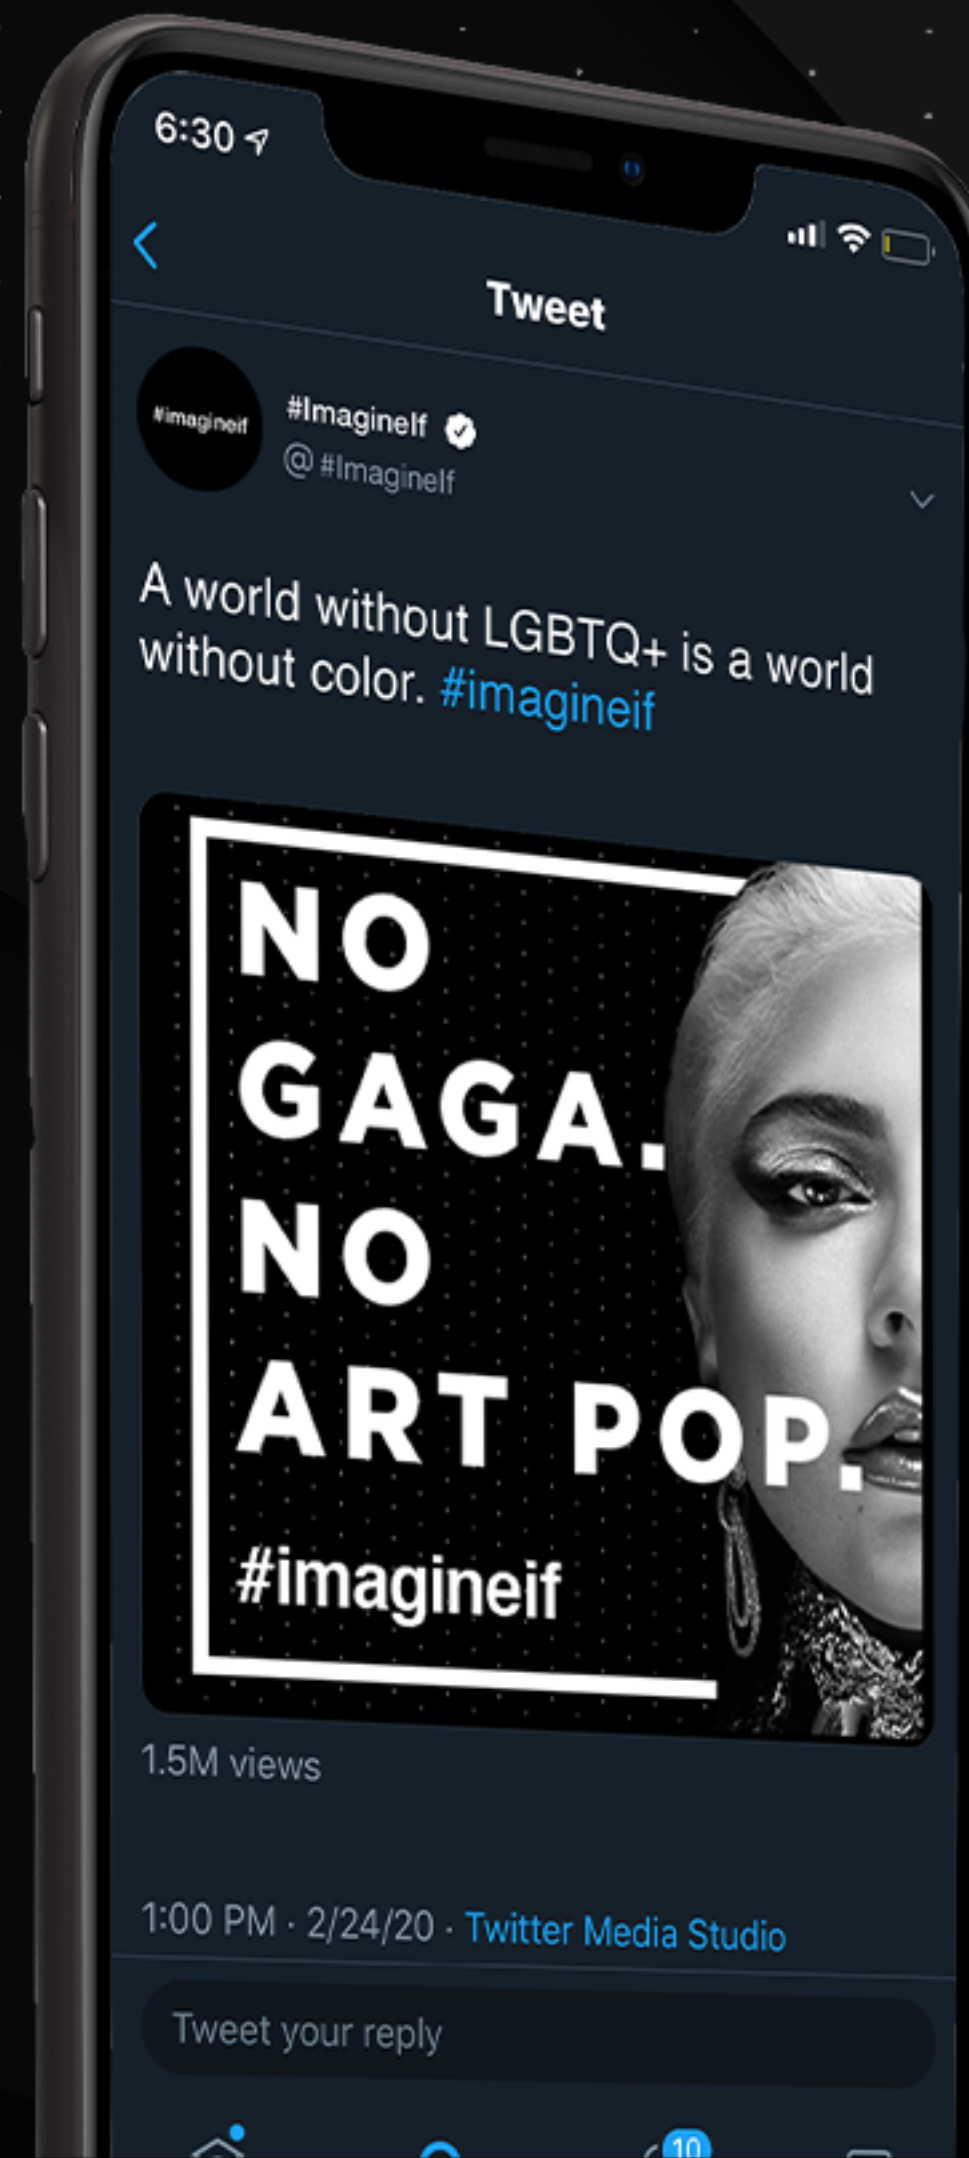 6:30
Tweet
#imagineif
#ImagineIf
@ #ImagineIf
A world without LGBTQ+ is a world
without color. #imagineif
NO
GAGA.
NO
ART POP.
#imagineif
1.5M views
1:00 PM · 2/24/20 · Twitter Media Studio
Tweet your reply
10